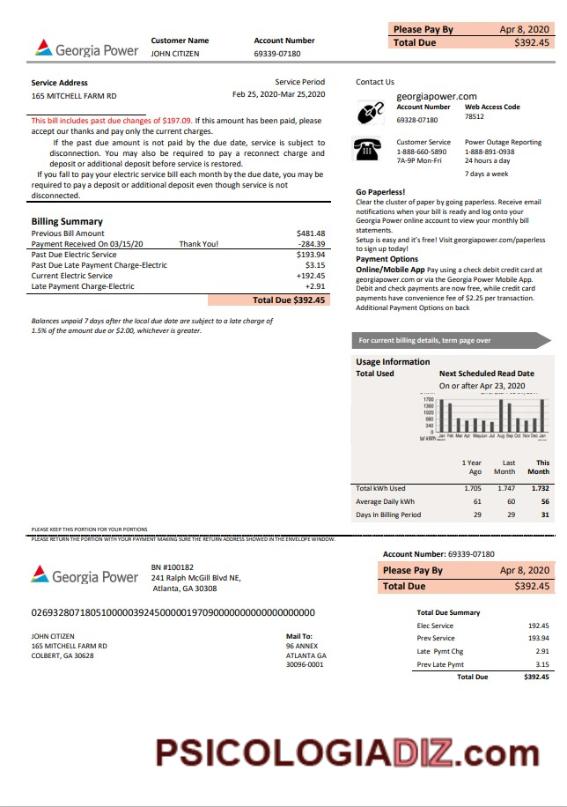 Georgia Power
Customer Name
JOHN CITIZEN
Account Number
69339-07180
Please Pay By Apr 8, 2020
Total Due $392.45
Service Address
165 MITCHELL FARM RD
Service Period
Feb 25, 2020-Mar 25,2020
This bill includes past due changes of $197.09. If this amount has been paid, please
accept our thanks and pay only the current charges.
If the past due amount is not paid by the due date, service is subject to
disconnection. You may also be required to pay a reconnect charge and
deposit or additional deposit before service is restored.
If you fall to pay your electric service bill each month by the due date, you may be
required to pay a deposit or additional deposit even though service is not
disconnected.
Billing Summary
Previous Bill Amount $481.48
Payment Received On 03/15/20 Thank You! -284.39
Past Due Electric Service $193.94
Past Due Late Payment Charge-Electric $3.15
Current Electric Service +192.45
Late Payment Charge-Electric +2.91
Total Due $392.45
Balances unpaid 7 days after the local due date are subject to a late charge of
1.5% of the amount due or $2.00, whichever is greater.
Contact Us
georgiapower.com
Account Number Web Access Code
69328-07180 78512
Customer Service Power Outage Reporting
1-888-660-5890 1-888-891-0938
7A-9P Mon-Fri 24 hours a day
7 days a week
Go Paperless!
Clear the cluster of paper by going paperless. Receive email
notifications when your bill is ready and log onto your
Georgia Power online account to view your monthly bill
statements.
Setup is easy and it's free! Visit georgiapower.com/paperless
to sign up today!
Payment Options
Online/Mobile App Pay using a check debit credit card at
georgiapower.com or via the Georgia Power Mobile App.
Debit and check payments are now free, while credit card
payments have convenience fee of $2.25 per transaction.
Additional Payment Options on back
For current billing details, term page over
Usage Information
Total Used
Next Scheduled Read Date
On or after Apr 23, 2020
1700
1360
1020
680
340
0
Jan Feb Mar Apr May Jun Jul Aug Sep Oct Nov Dec Jan
1 Year Ago Last Month This Month
Total kWh Used 1.705 1.747 1.732
Average Daily kWh 61 60 56
Days In Billing Period 29 29 31
PLEASE KEEP THIS PORTION FOR YOUR PORTIONS
PLEASE RETURN THE PORTION WITH YOUR PAYMENT MAKING SURE THE RETURN ADDRESS SHOWED IN THE ENVELOPE WINDOW.
Georgia Power
BN #100182
241 Ralph McGill Blvd NE,
Atlanta, GA 30308
Account Number: 69339-07180
Please Pay By Apr 8, 2020
Total Due $392.45
JOHN CITIZEN
165 MITCHELL FARM RD
COLBERT, GA 30628
Mail To:
96 ANNEX
ATLANTA GA
30096-0001
Total Due Summary
Elec Service 192.45
Prev Service 193.94
Late Pymt Chg 2.91
Prev Late Pymt 3.15
Total Due $392.45
PSICOLOGIADIZ.com